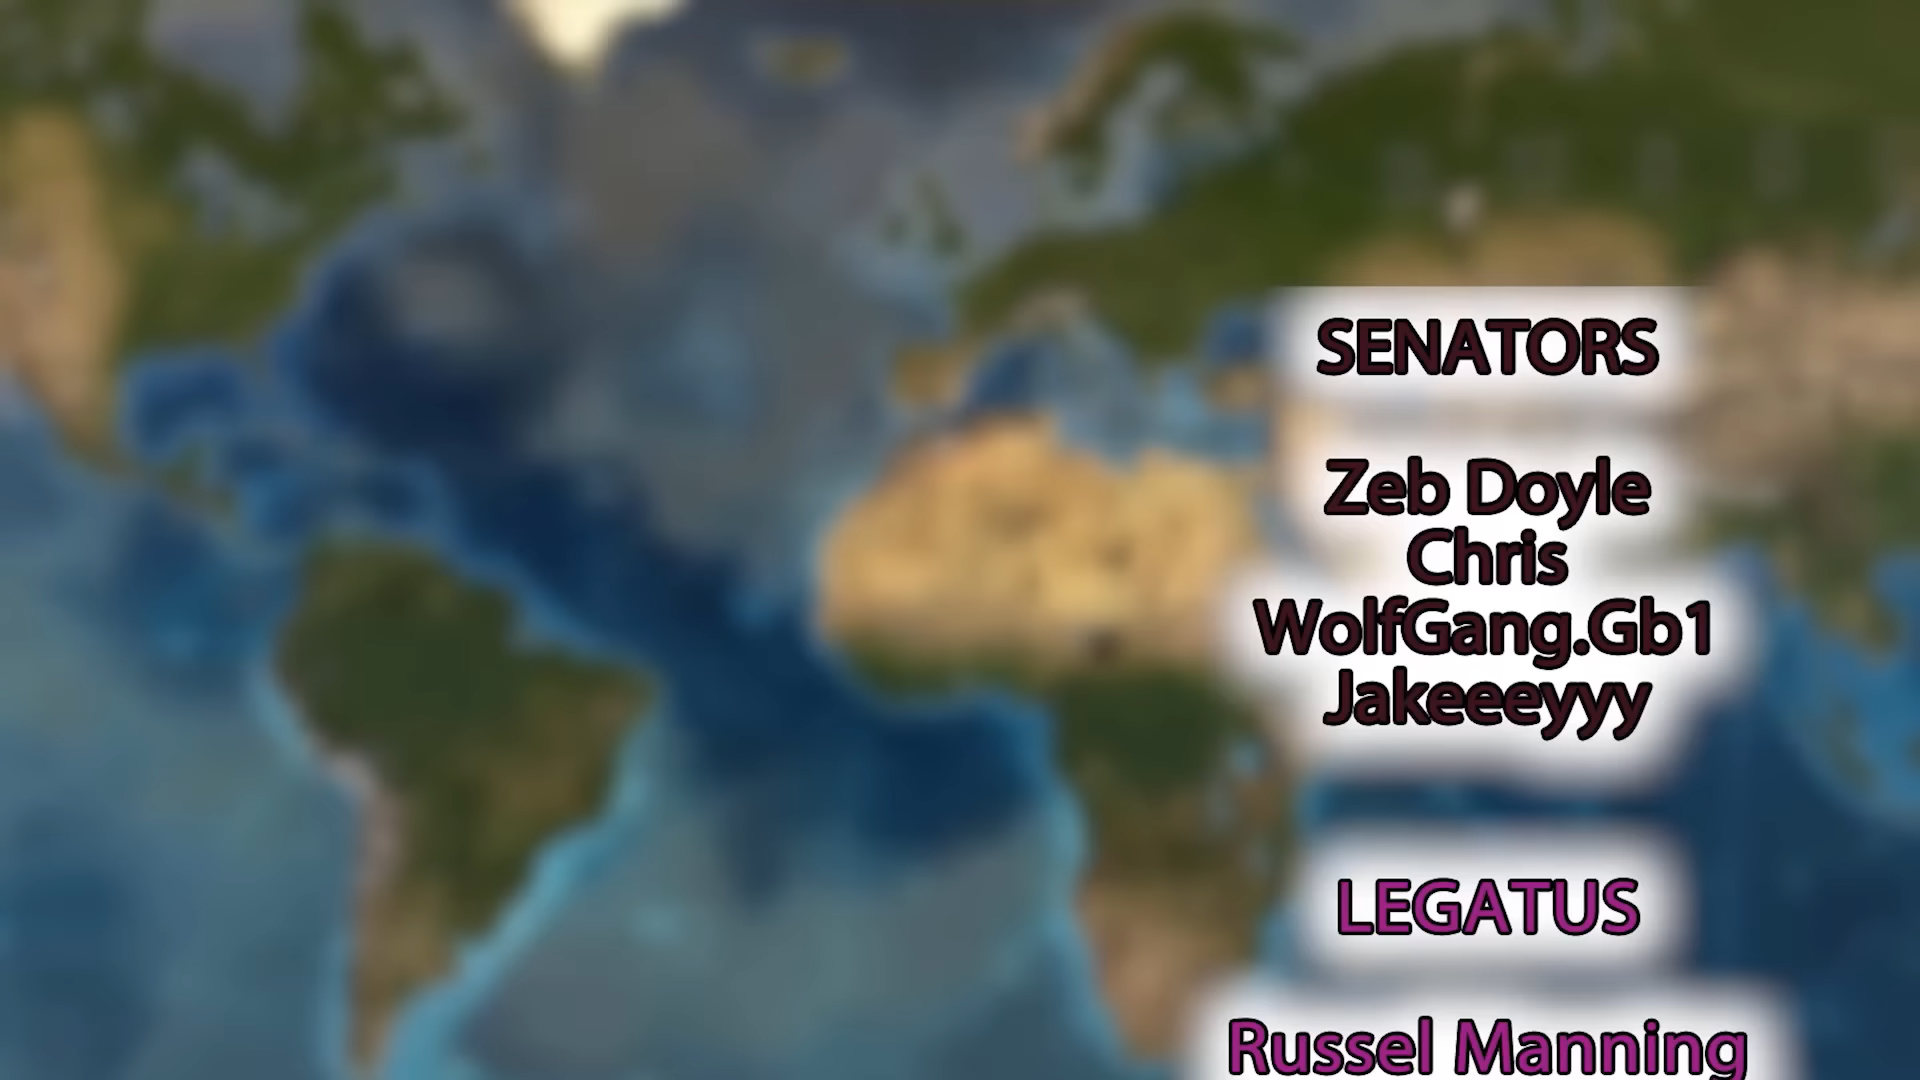 SENATORS
Zeb Doyle
Chris
WolfGang.Gb1
Jakeeeyyy
LEGATUS
Russel Manning